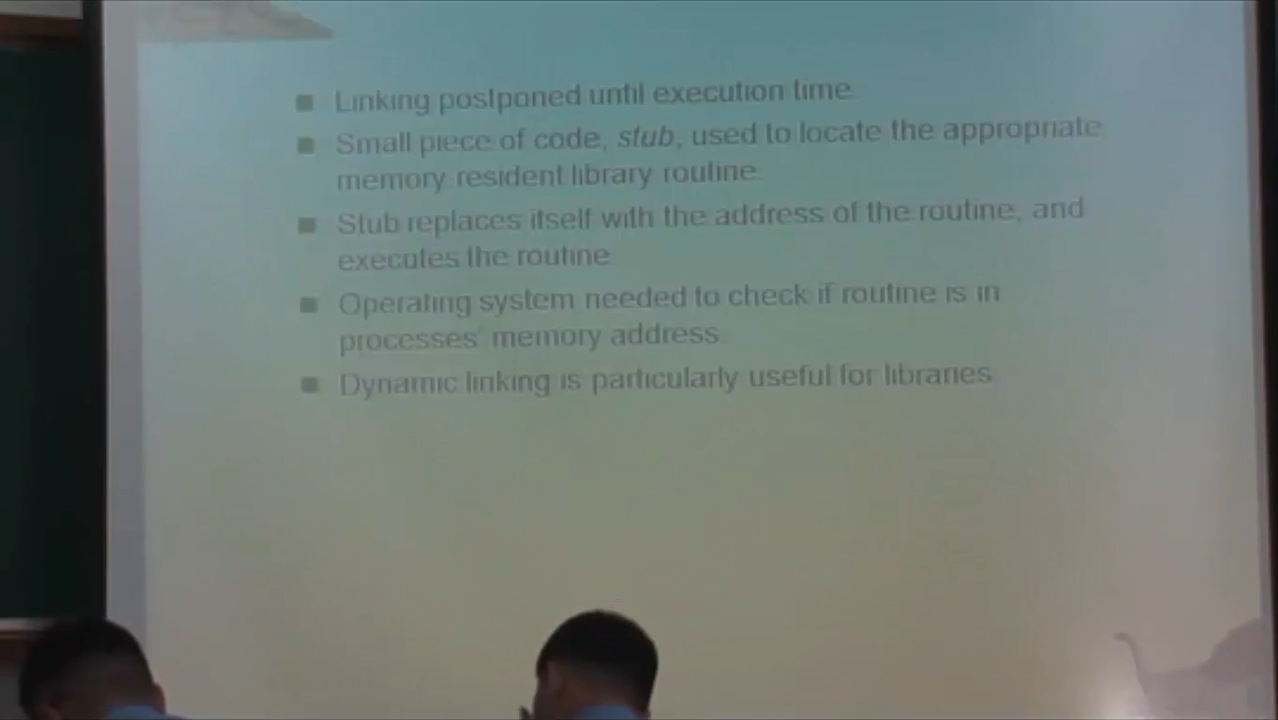 Linking postponed until execution time.
Small piece of code, stub, used to locate the appropriate
memory-resident library routine.
Stub replaces itself with the address of the routine, and
executes the routine.
Operating system needed to check if routine is in
processes' memory address.
Dynamic linking is particularly useful for libraries.